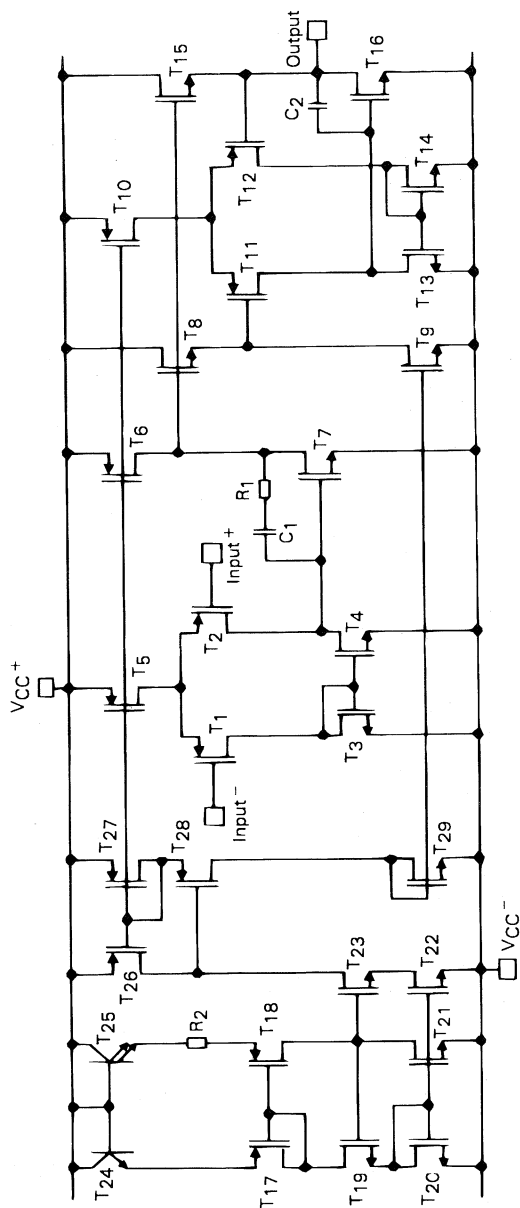 VCC+
T24
T25
T26
T27
T28
T5
T6
T8
T10
T15
R2
T17
T18
Input-
T1
T2
Input+
C1
R1
T11
T12
C2
Output
T19
T23
T3
T4
T7
T20
T21
T22
T29
T9
T13
T14
T16
VCC-